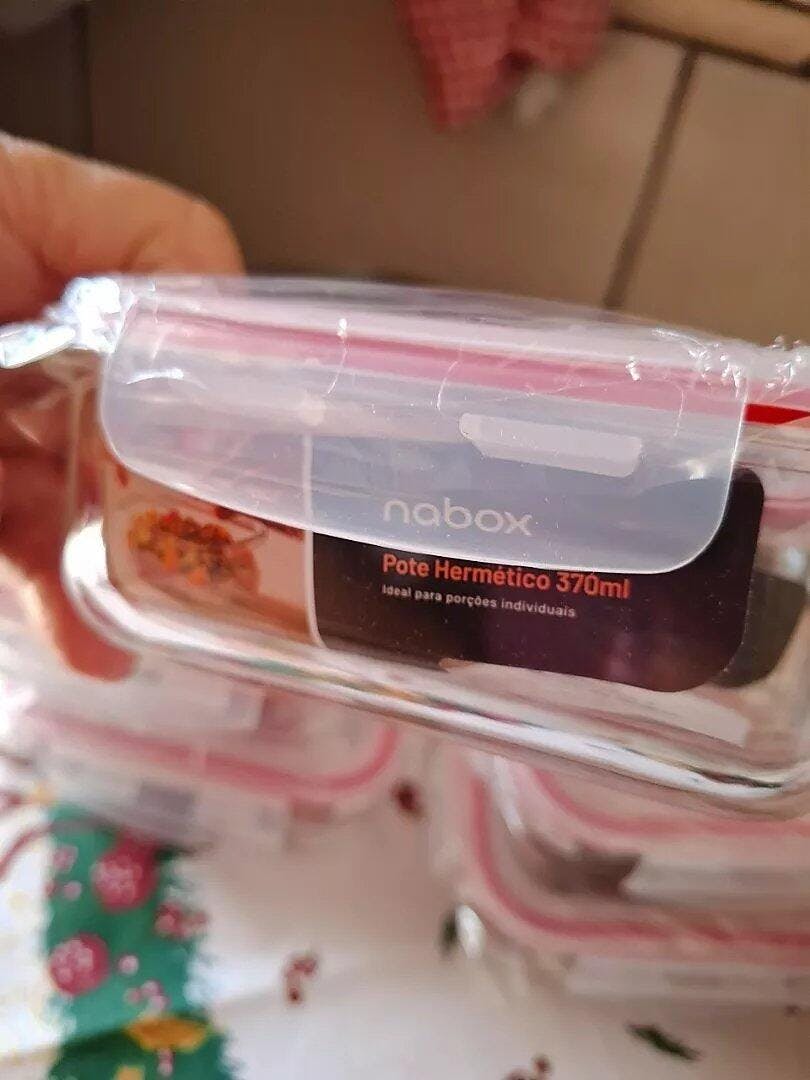 nabox
Pote Hermético 370ml
Ideal para porções individuais